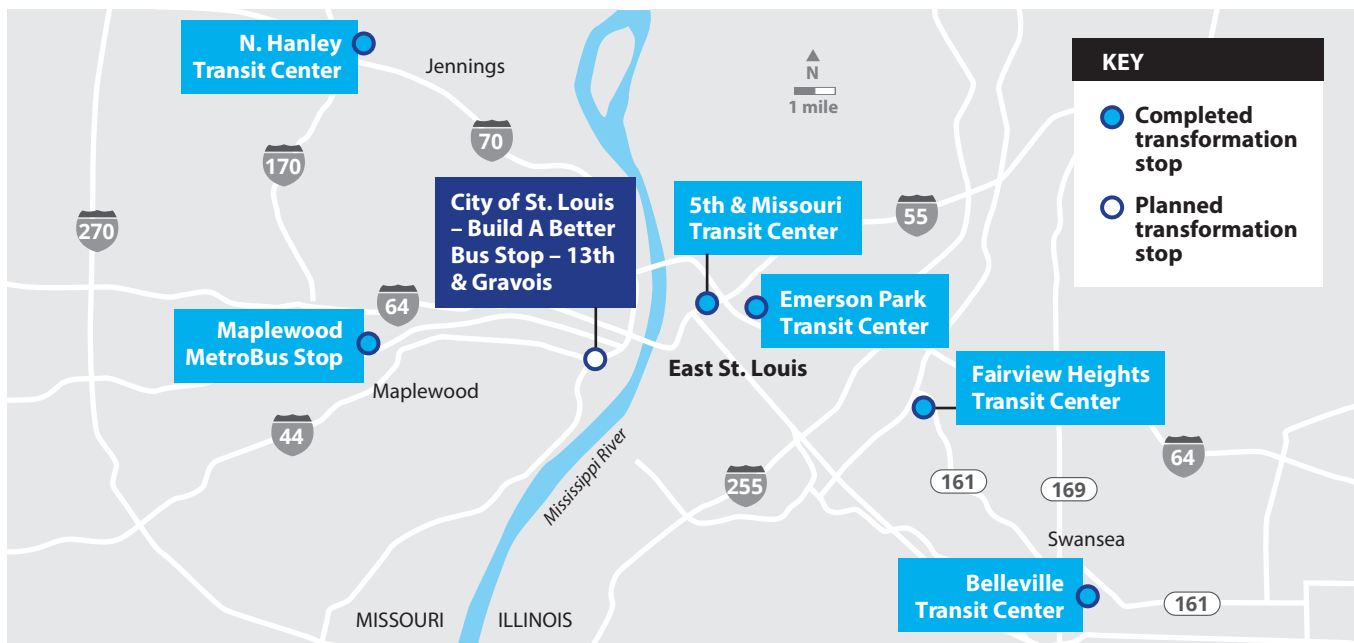 N. Hanley
Transit Center
Jennings
N
1 mile
KEY
Completed
transformation
stop
Planned
transformation
stop
70
170
270
City of St. Louis
– Build A Better
Bus Stop – 13th
& Gravois
5th & Missouri
Transit Center
55
64
Emerson Park
Transit Center
Maplewood
MetroBus Stop
East St. Louis
Maplewood
Fairview Heights
Transit Center
44
Mississippi River
255
161
169
64
Swansea
Belleville
Transit Center
161
MISSOURI
ILLINOIS